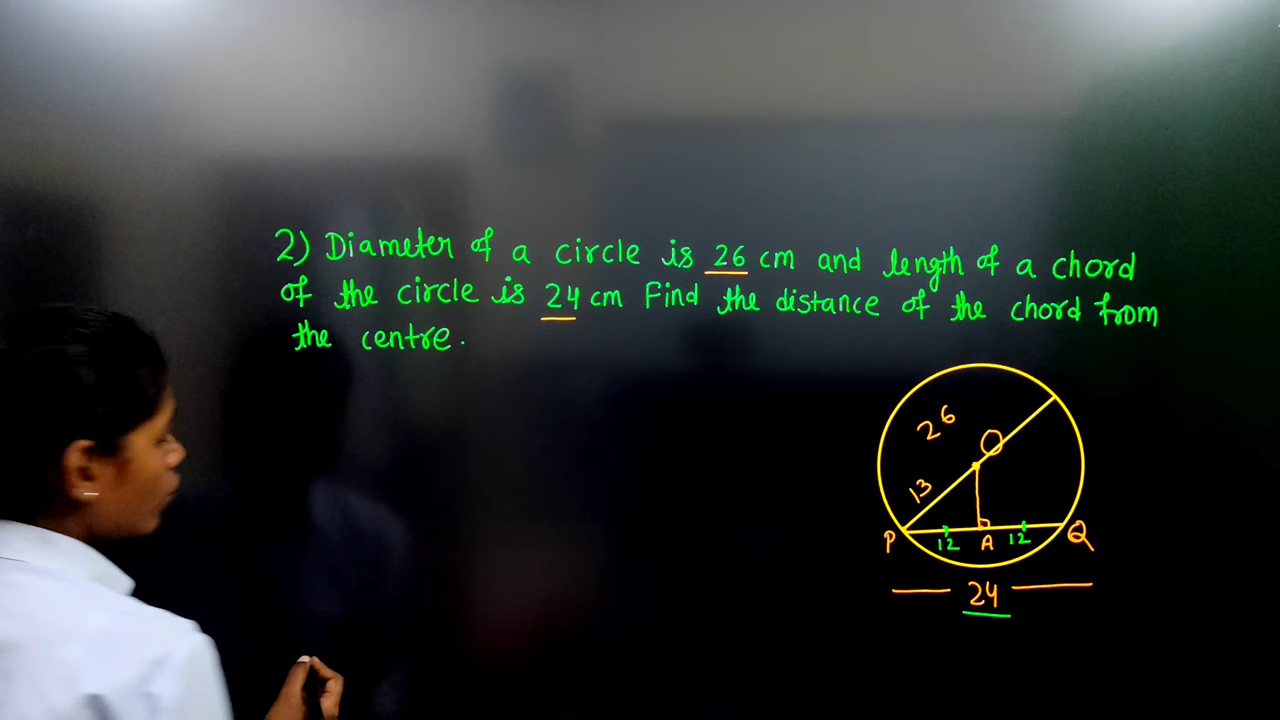 2) Diameter of a circle is 26 cm and length of a chord
of the circle is 24 cm Find the distance of the chord from
the centre.
26
O
13
P 12 A 12 Q
24